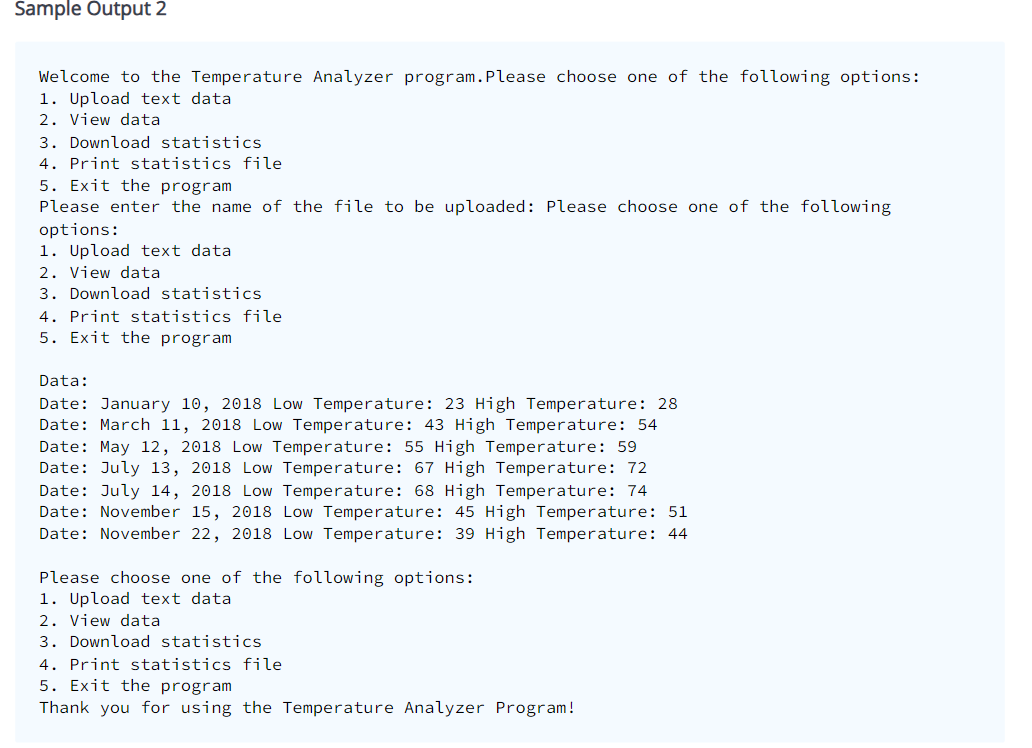 Sample Output 2
Welcome to the Temperature Analyzer program.Please choose one of the following options:
1. Upload text data
2. View data
3. Download statistics
4. Print statistics file
5. Exit the program
Please enter the name of the file to be uploaded: Please choose one of the following
options:
1. Upload text data
2. View data
3. Download statistics
4. Print statistics file
5. Exit the program
Data:
Date: January 10, 2018 Low Temperature: 23 High Temperature: 28
Date: March 11, 2018 Low Temperature: 43 High Temperature: 54
Date: May 12, 2018 Low Temperature: 55 High Temperature: 59
Date: July 13, 2018 Low Temperature: 67 High Temperature: 72
Date: July 14, 2018 Low Temperature: 68 High Temperature: 74
Date: November 15, 2018 Low Temperature: 45 High Temperature: 51
Date: November 22, 2018 Low Temperature: 39 High Temperature: 44
Please choose one of the following options:
1. Upload text data
2. View data
3. Download statistics
4. Print statistics file
5. Exit the program
Thank you for using the Temperature Analyzer Program!